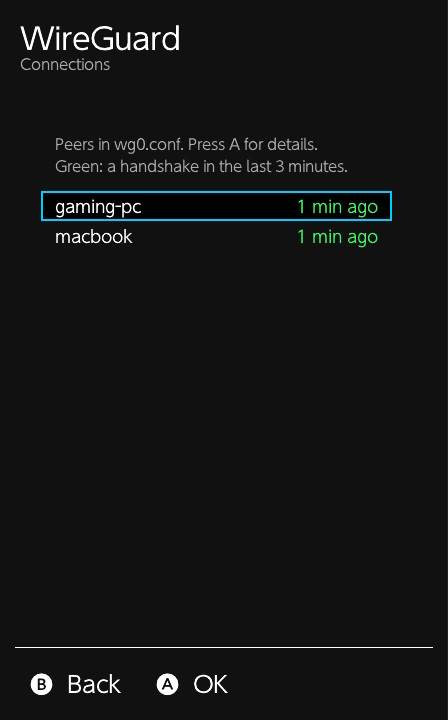 WireGuard
Connections
Peers in wg0.conf. Press A for details.
Green: a handshake in the last 3 minutes.
gaming-pc 1 min ago
macbook 1 min ago
B Back A OK